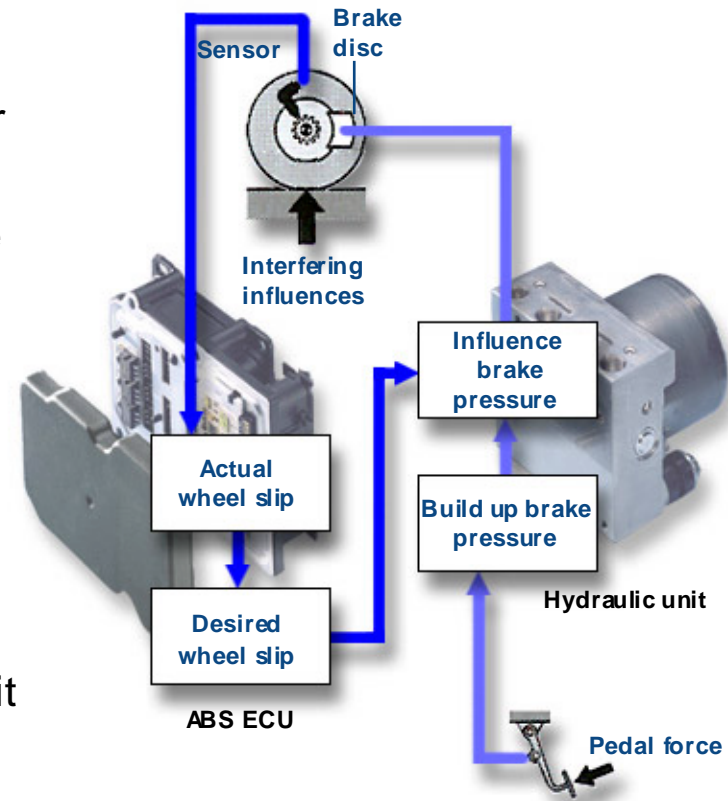 Brake
disc
Sensor
r
Interfering
influences
Influence
brake
pressure
Actual
wheel slip
Build up brake
pressure
Hydraulic unit
Desired
wheel slip
it
ABS ECU
Pedal force